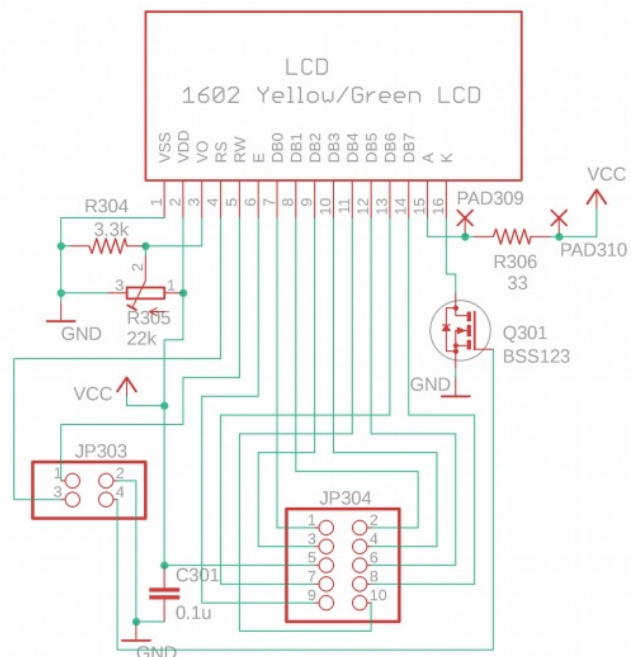 LCD
1602 Yellow/Green LCD
VSS
VDD
VO
RS
RW
E
DB0
DB1
DB2
DB3
DB4
DB5
DB6
DB7
A
K
1
2
3
4
5
6
7
8
9
10
11
12
13
14
15
16
PAD309
VCC
R304
3.3k
R306
33
PAD310
2
3
1
R305
22k
GND
Q301
BSS123
GND
VCC
JP303
1
2
3
4
JP304
1
2
3
4
5
6
7
8
9
10
C301
0.1u
GND